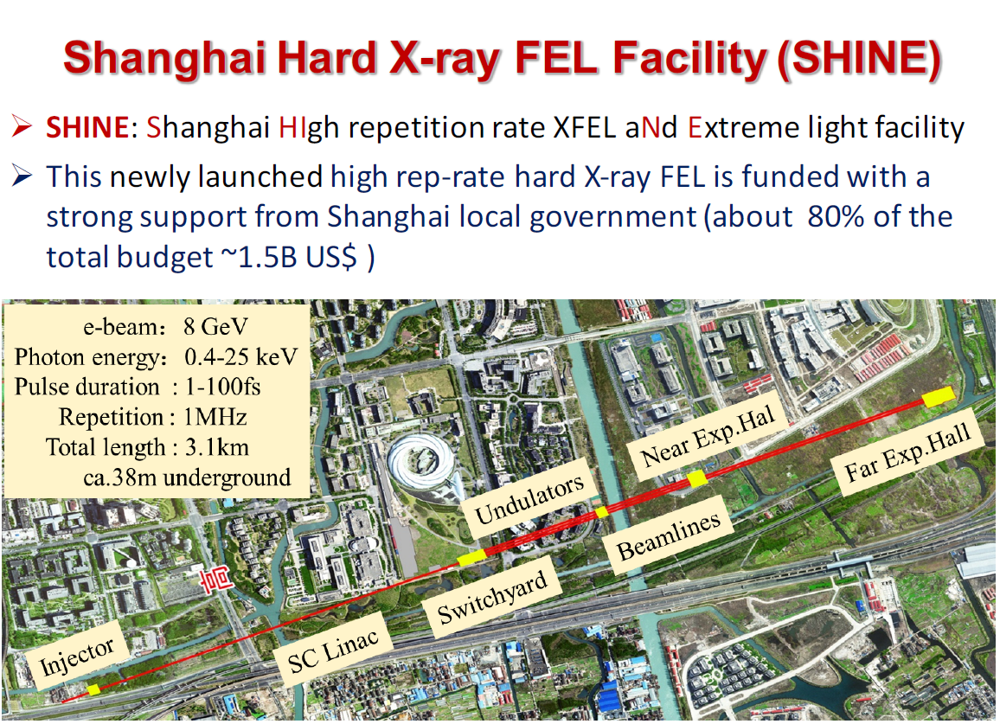 Shanghai Hard X-ray FEL Facility (SHINE)
➢ SHINE: Shanghai HIgh repetition rate XFEL aNd Extreme light facility
➢ This newly launched high rep-rate hard X-ray FEL is funded with a
strong support from Shanghai local government (about  80% of the
total budget ~1.5B US$ )
e-beam： 8 GeV
Photon energy： 0.4-25 keV
Pulse duration : 1-100fs
Repetition : 1MHz
Total length : 3.1km
ca.38m underground
Near Exp.Hal
Far Exp.Hall
Undulators
Beamlines
Switchyard
SC Linac
Injector